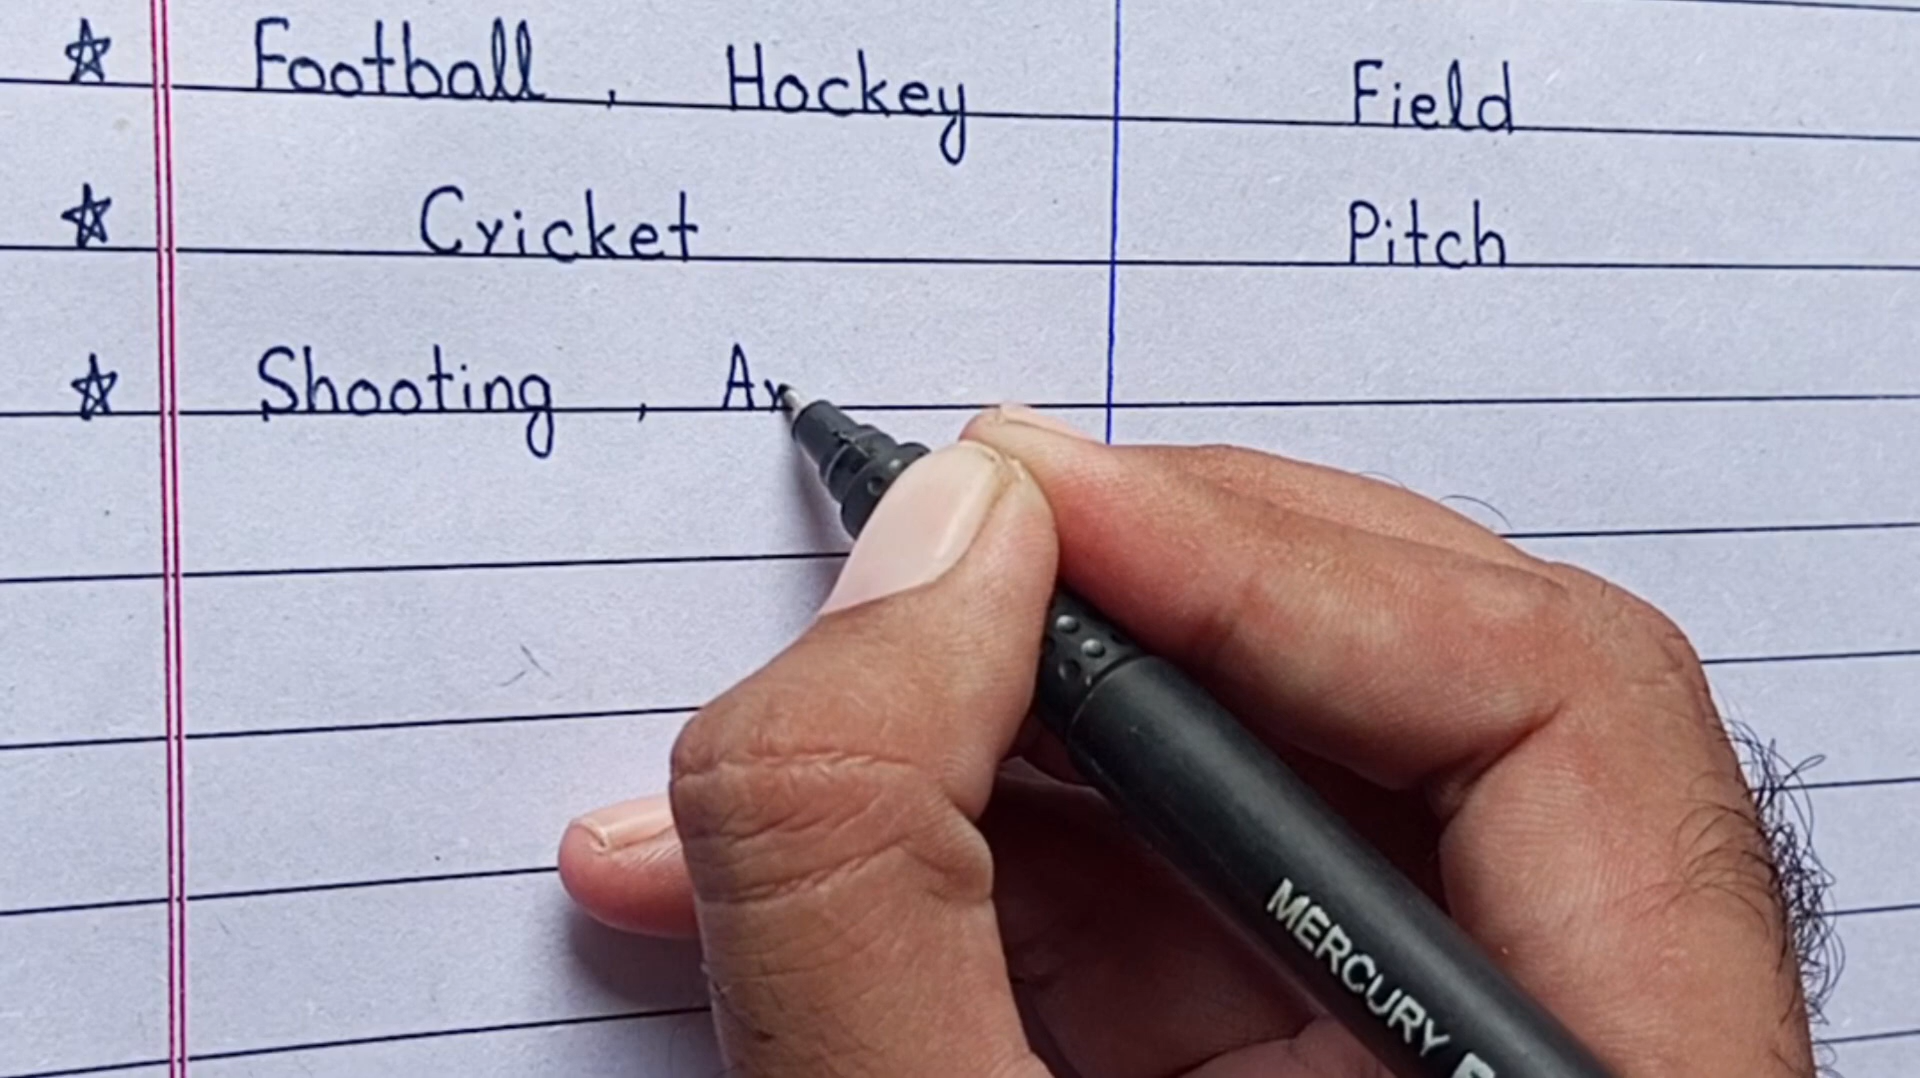 ☆ Football , Hockey Field
☆ Cricket Pitch
☆ Shooting , Ar
MERCURY